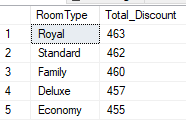 RoomType Total_Discount
1 Royal 463
2 Standard 462
3 Family 460
4 Deluxe 457
5 Economy 455